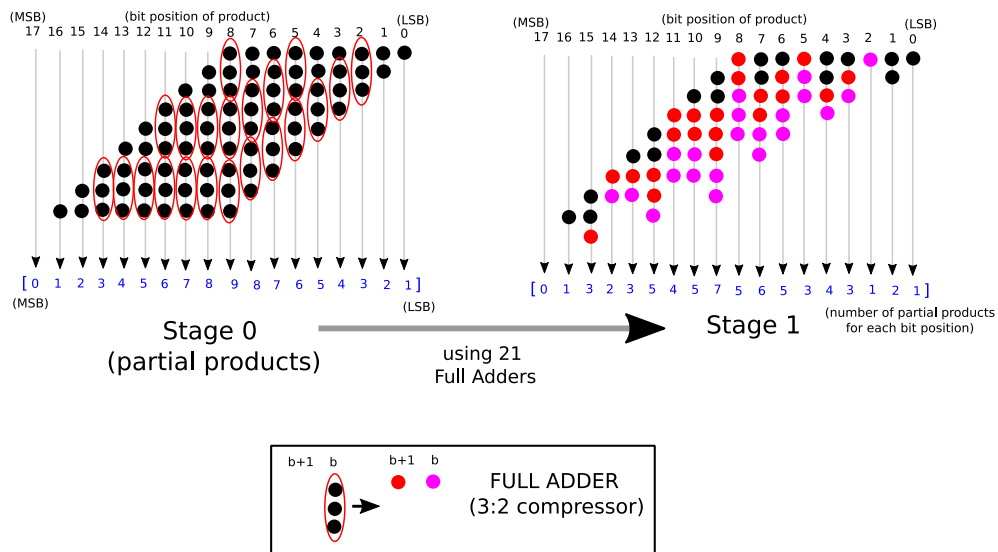 (MSB) (bit position of product) (LSB)
17 16 15 14 13 12 11 10 9 8 7 6 5 4 3 2 1 0
[ 0 1 2 3 4 5 6 7 8 9 8 7 6 5 4 3 2 1 ]
(MSB) (LSB)
Stage 0
(partial products)
using 21
Full Adders
(MSB) (bit position of product) (LSB)
17 16 15 14 13 12 11 10 9 8 7 6 5 4 3 2 1 0
[ 0 1 3 2 3 5 4 5 7 5 6 5 3 4 3 1 2 1 ]
Stage 1
(number of partial products
for each bit position)
b+1 b b+1 b
FULL ADDER
(3:2 compressor)